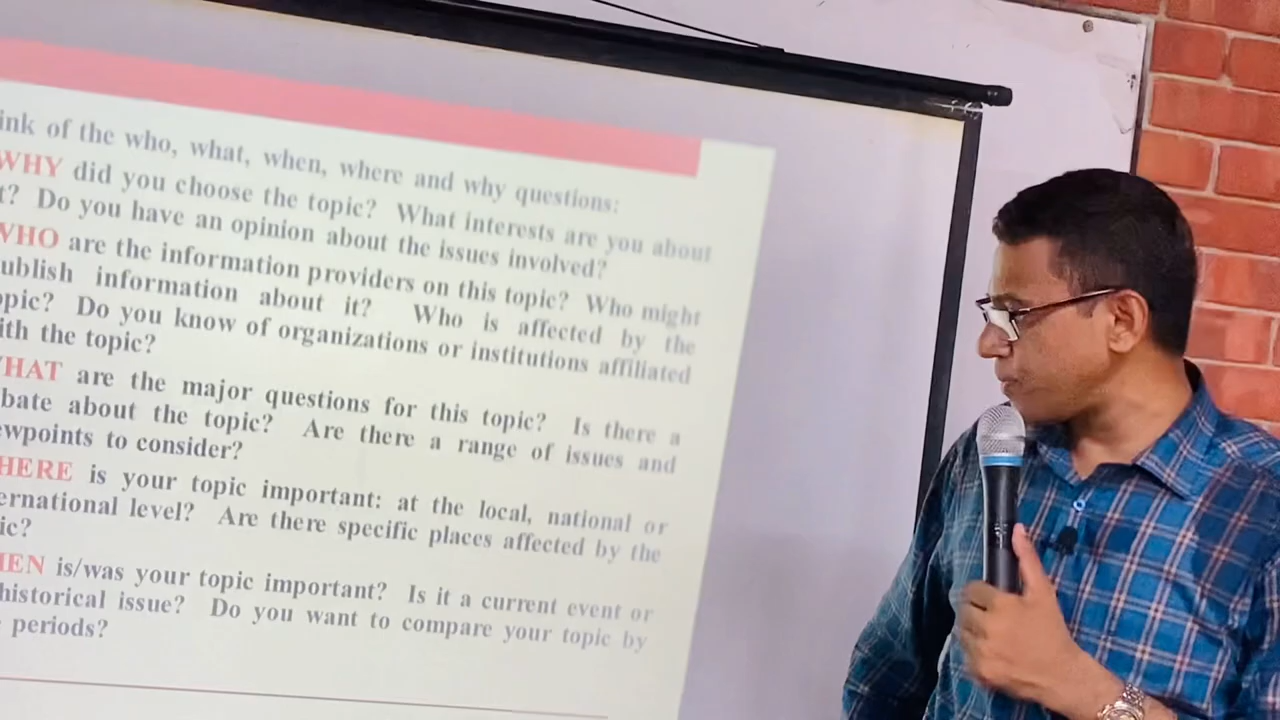 ink of the who, what, when, where and why questions:
WHY did you choose the topic? What interests are you about
t? Do you have an opinion about the issues involved?
WHO are the information providers on this topic? Who might
ublish information about it? Who is affected by the
opic? Do you know of organizations or institutions affiliated
ith the topic?
HAT are the major questions for this topic? Is there a
bate about the topic? Are there a range of issues and
ewpoints to consider?
HERE is your topic important: at the local, national or
ernational level? Are there specific places affected by the
ic?
HEN is/was your topic important? Is it a current event or
historical issue? Do you want to compare your topic by
periods?